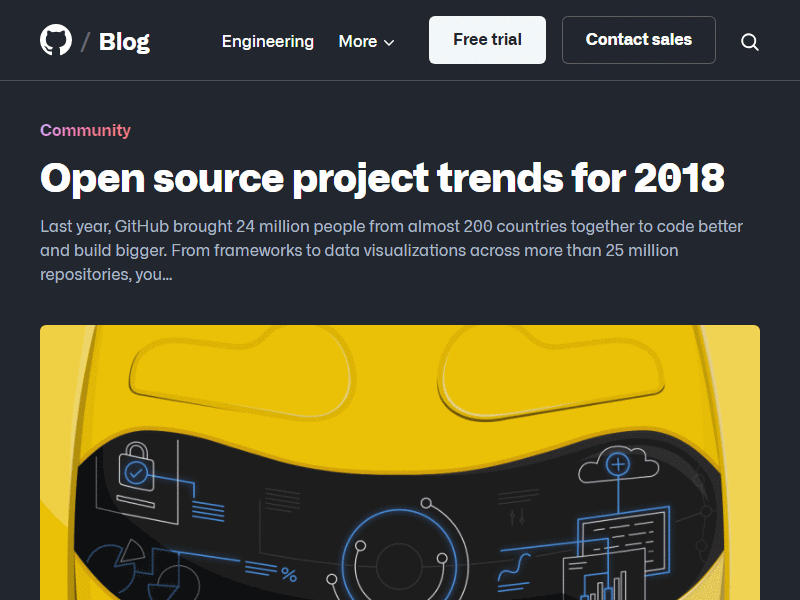 / Blog
Engineering
More
Free trial
Contact sales
Community
Open source project trends for 2018
Last year, GitHub brought 24 million people from almost 200 countries together to code better
and build bigger. From frameworks to data visualizations across more than 25 million
repositories, you...
%